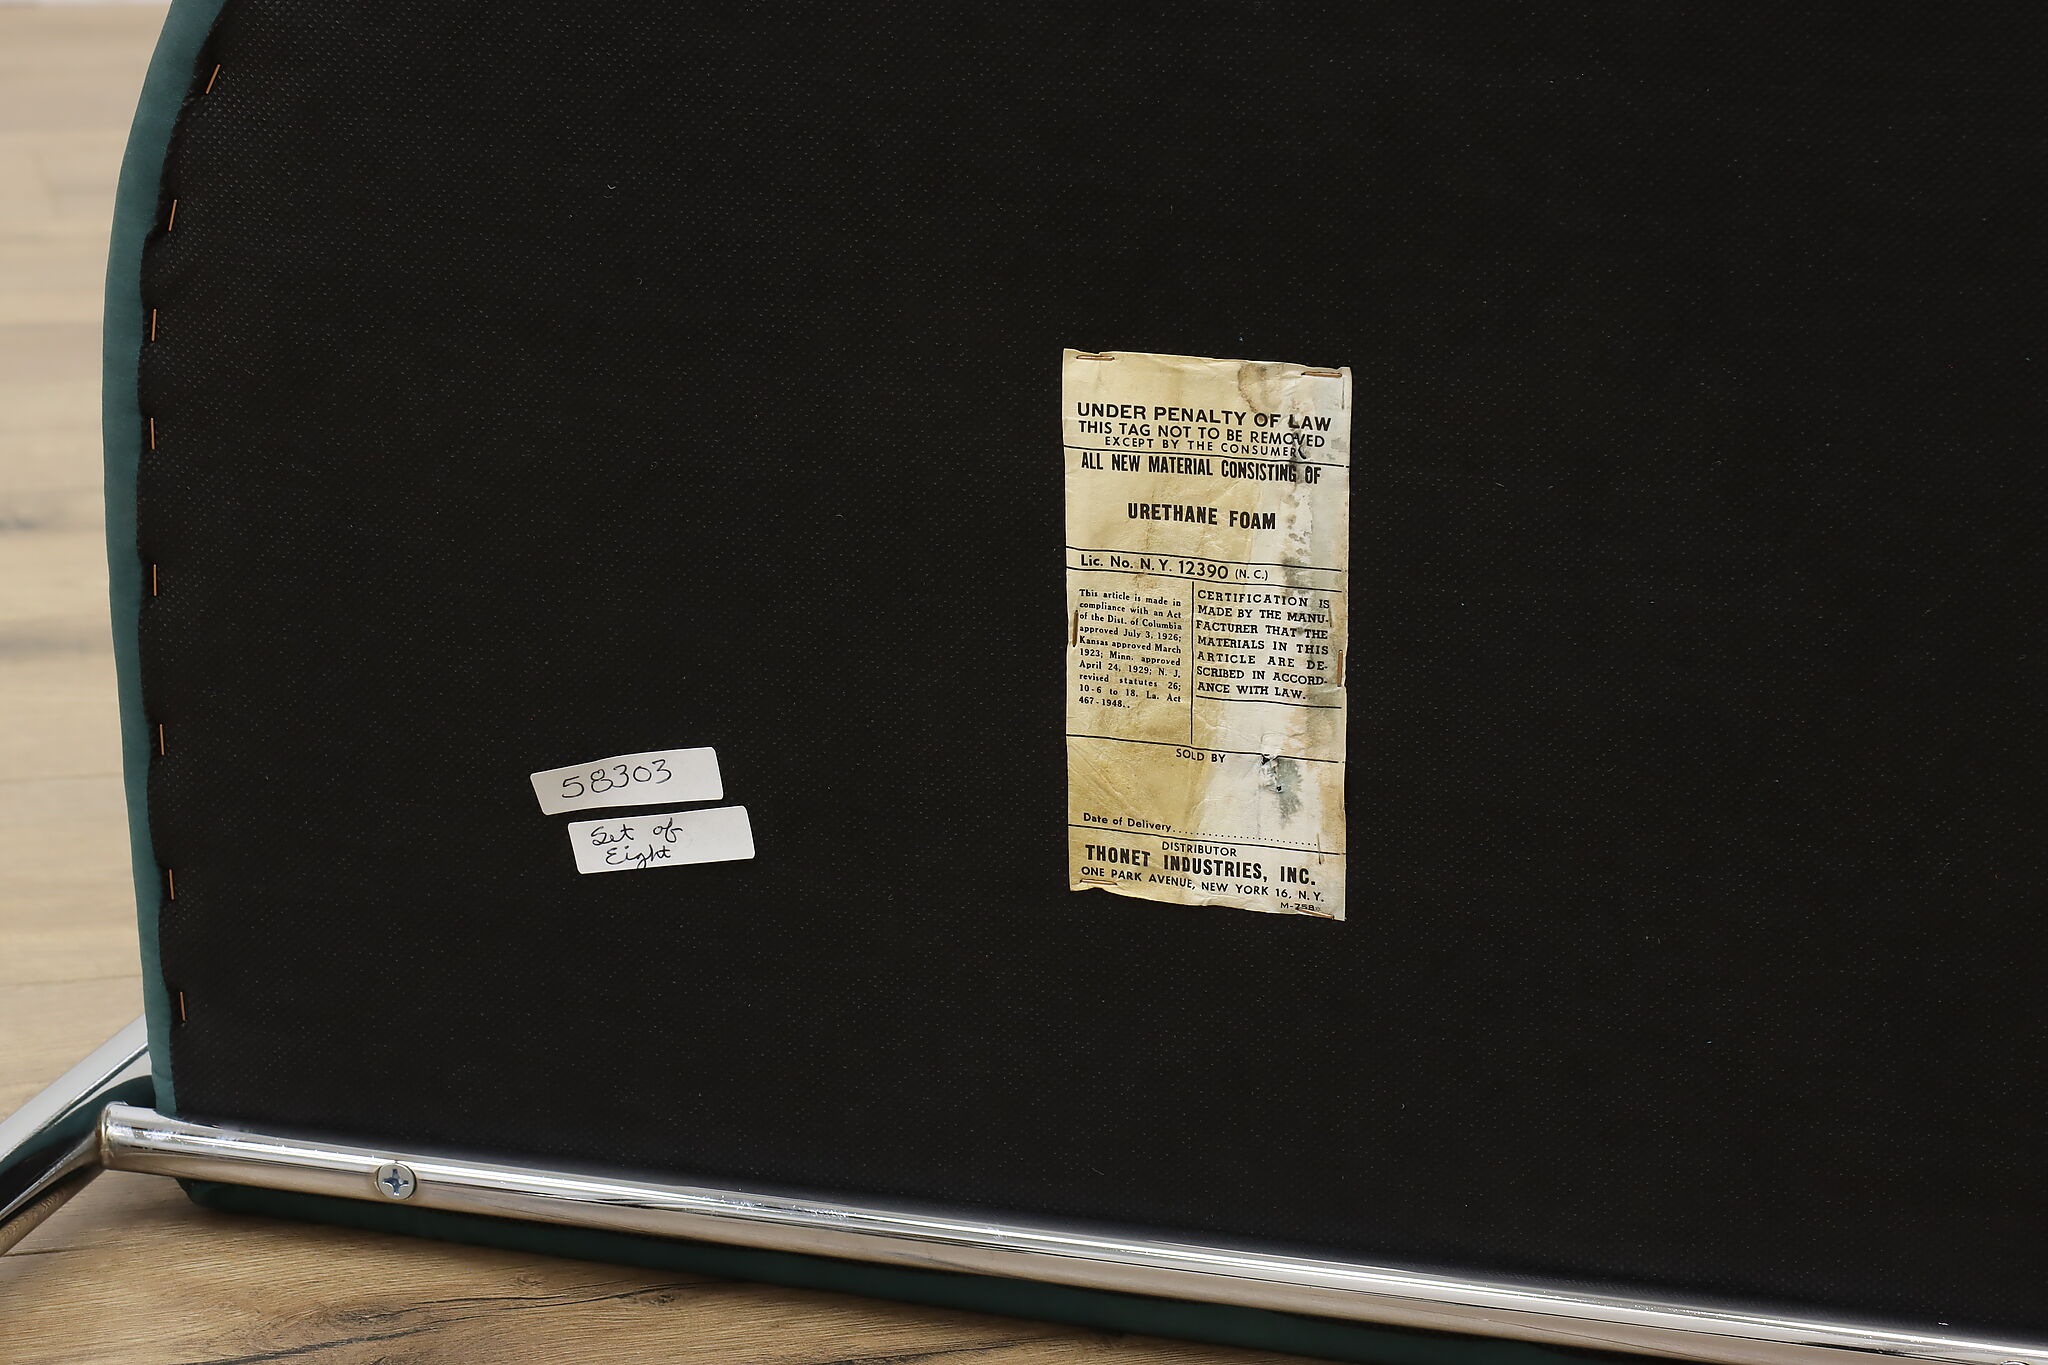 58303
Set of
Eight
UNDER PENALTY OF LAW
THIS TAG NOT TO BE REMOVED
EXCEPT BY THE CONSUMER
ALL NEW MATERIAL CONSISTING OF
URETHANE FOAM
Lic. No. N.Y. 12390 (N. C.)
This article is made in
compliance with an Act
of the Dist. of Columbia
approved July 3, 1926;
Kansas approved March
1923; Minn. approved
April 24, 1929; N. J.
revised statutes 26;
10-6 to 18. La. Act
467-1948..
CERTIFICATION IS
MADE BY THE MANU-
FACTURER THAT THE
MATERIALS IN THIS
ARTICLE ARE DE-
SCRIBED IN ACCORD-
ANCE WITH LAW.
SOLD BY
Date of Delivery........................
DISTRIBUTOR
THONET INDUSTRIES, INC.
ONE PARK AVENUE, NEW YORK 16, N.Y.